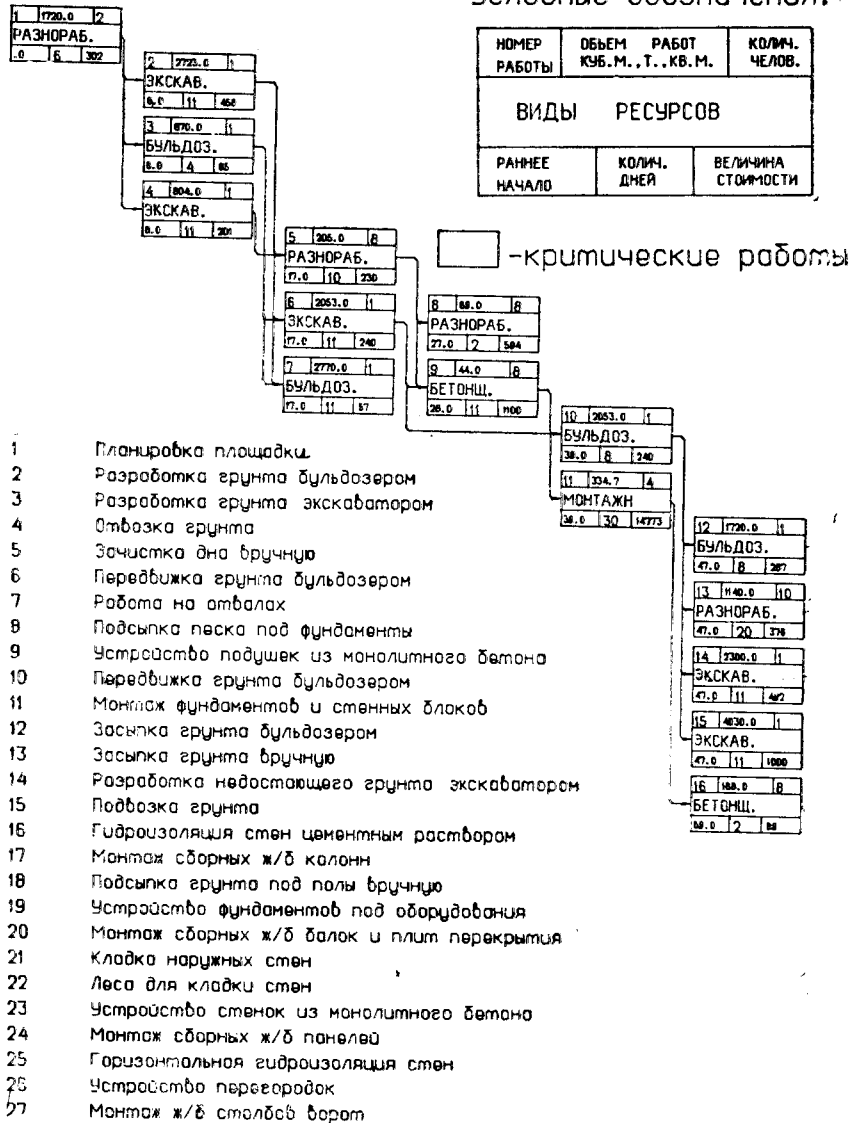 1 1720.0 2
РАЗНОРАБ.
.0 6 302
2 2723.0 1
ЭКСКАВ.
6.0 11 458
3 870.0 1
БУЛЬДОЗ.
6.0 4 85
4 804.0 1
ЭКСКАВ.
6.0 11 201
НОМЕР РАБОТЫ
ОБЬЕМ РАБОТ КУБ.М.,Т.,КВ.М.
КОЛИЧ. ЧЕЛОВ.
ВИДЫ РЕСУРСОВ
РАННЕЕ НАЧАЛО
КОЛИЧ. ДНЕЙ
ВЕЛИЧИНА СТОИМОСТИ
-критические работы
5 205.0 8
РАЗНОРАБ.
17.0 10 230
6 2053.0 1
ЭКСКАВ.
17.0 11 240
7 2770.0 1
БУЛЬДОЗ.
17.0 11 57
8 8
РАЗНОРАБ.
27.0 2 584
9 44.0 8
БЕТОНЩ.
28.0 11 1100
10 2053.0 1
БУЛЬДОЗ.
38.0 8 240
11 334.7 4
МОНТАЖН
38.0 30 14773
12 1720.0 1
БУЛЬДОЗ.
47.0 8 287
13 1140.0 10
РАЗНОРАБ.
47.0 20
14 2300.0 1
ЭКСКАВ.
47.0 11
15 4030.0 1
ЭКСКАВ.
47.0 11 1000
16 8
БЕТОНЩ.
2
1 Планировка площадки
2 Разработка грунта бульдозером
3 Разработка грунта экскаватором
4 Отвозка грунта
5 Зачистка дна вручную
6 Передвижка грунта бульдозером
7 Работа на отвалах
8 Подсыпка песка под фундаменты
9 Устройство подушек из монолитного бетона
10 Передвижка грунта бульдозером
11 Монтаж фундаментов и стенных блоков
12 Засыпка грунта бульдозером
13 Засыпка грунта вручную
14 Разработка недостающего грунта экскаватором
15 Подвозка грунта
16 Гидроизоляция стен цементным раствором
17 Монтаж сборных ж/б колонн
18 Подсыпка грунта под полы вручную
19 Устройство фундаментов под оборудования
20 Монтаж сборных ж/б балок и плит перекрытия
21 Кладка наружных стен
22 Леса для кладки стен
23 Устройство стенок из монолитного бетона
24 Монтаж сборных ж/б панелей
25 Горизонтальная гидроизоляция стен
26 Устройство перегородок
27 Монтаж ж/б столбов ворот